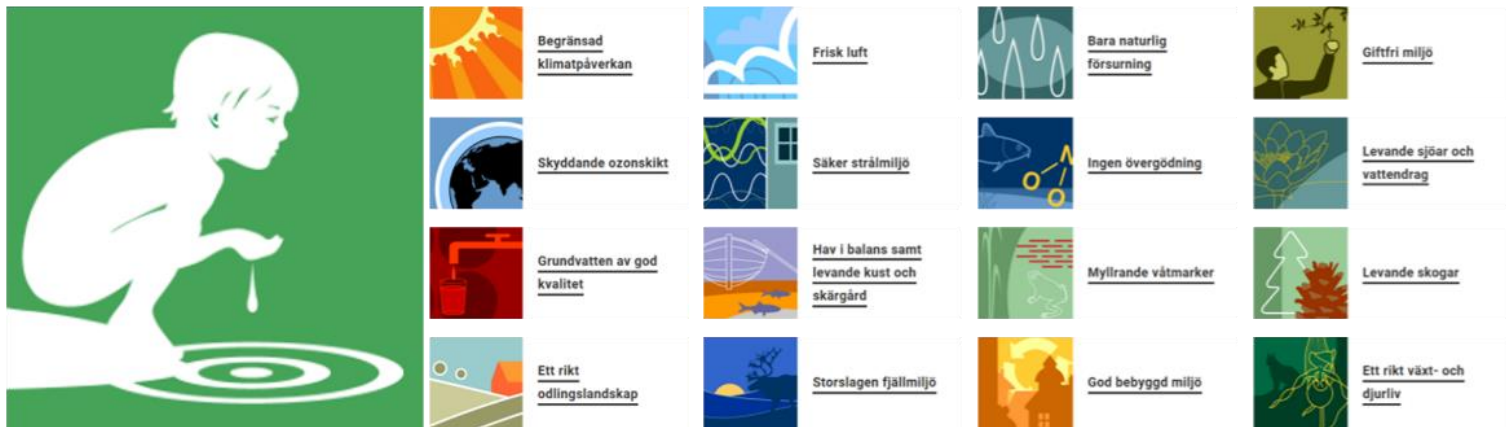 Begränsad
klimatpåverkan
Frisk luft
Bara naturlig
försurning
Giftfri miljö
Skyddande ozonskikt
Säker strålmiljö
Ingen övergödning
N
O
O
Levande sjöar och
vattendrag
Grundvatten av god
kvalitet
Hav i balans samt
levande kust och
skärgård
Myllrande våtmarker
Levande skogar
Ett rikt
odlingslandskap
Storslagen fjällmiljö
God bebyggd miljö
Ett rikt växt- och
djurliv